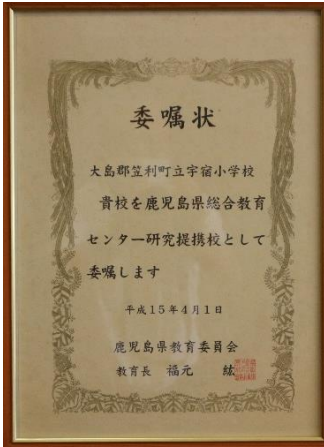 委嘱状
大島郡笠利町立宇宿小学校
貴校を鹿児島県総合教育
センター研究提携校として
委嘱します
平成15年4月1日
鹿児島県教育委員会
教育長 福元 紘